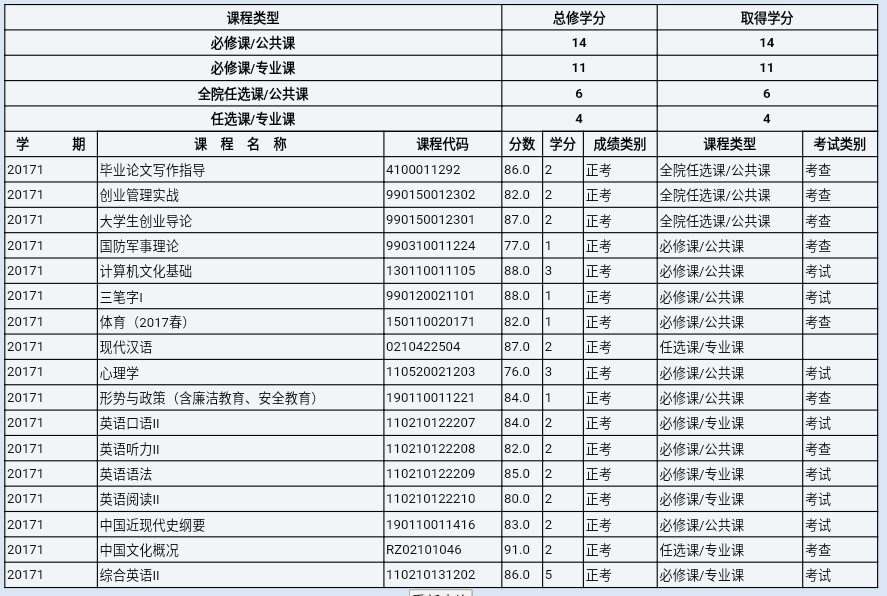 课程类型 总修学分 取得学分
必修课/公共课 14 14
必修课/专业课 11 11
全院任选课/公共课 6 6
任选课/专业课 4 4
学 期 课 程 名 称 课程代码 分数 学分 成绩类别 课程类型 考试类别
20171 毕业论文写作指导 4100011292 86.0 2 正考 全院任选课/公共课 考查
20171 创业管理实战 990150012302 82.0 2 正考 全院任选课/公共课 考查
20171 大学生创业导论 990150012301 87.0 2 正考 全院任选课/公共课 考查
20171 国防军事理论 990310011224 77.0 1 正考 必修课/公共课 考查
20171 计算机文化基础 130110011105 88.0 3 正考 必修课/公共课 考试
20171 三笔字I 990120021101 88.0 1 正考 必修课/公共课 考试
20171 体育（2017春） 150110020171 82.0 1 正考 必修课/公共课 考查
20171 现代汉语 0210422504 87.0 2 正考 任选课/专业课
20171 心理学 110520021203 76.0 3 正考 必修课/公共课 考试
20171 形势与政策（含廉洁教育、安全教育） 190110011221 84.0 1 正考 必修课/公共课 考查
20171 英语口语II 110210122207 84.0 2 正考 必修课/专业课 考试
20171 英语听力II 110210122208 82.0 2 正考 必修课/公共课 考查
20171 英语语法 110210122209 85.0 2 正考 必修课/专业课 考试
20171 英语阅读II 110210122210 80.0 2 正考 必修课/专业课 考试
20171 中国近现代史纲要 190110011416 83.0 2 正考 必修课/公共课 考试
20171 中国文化概况 RZ02101046 91.0 2 正考 任选课/专业课 考查
20171 综合英语II 110210131202 86.0 5 正考 必修课/专业课 考试